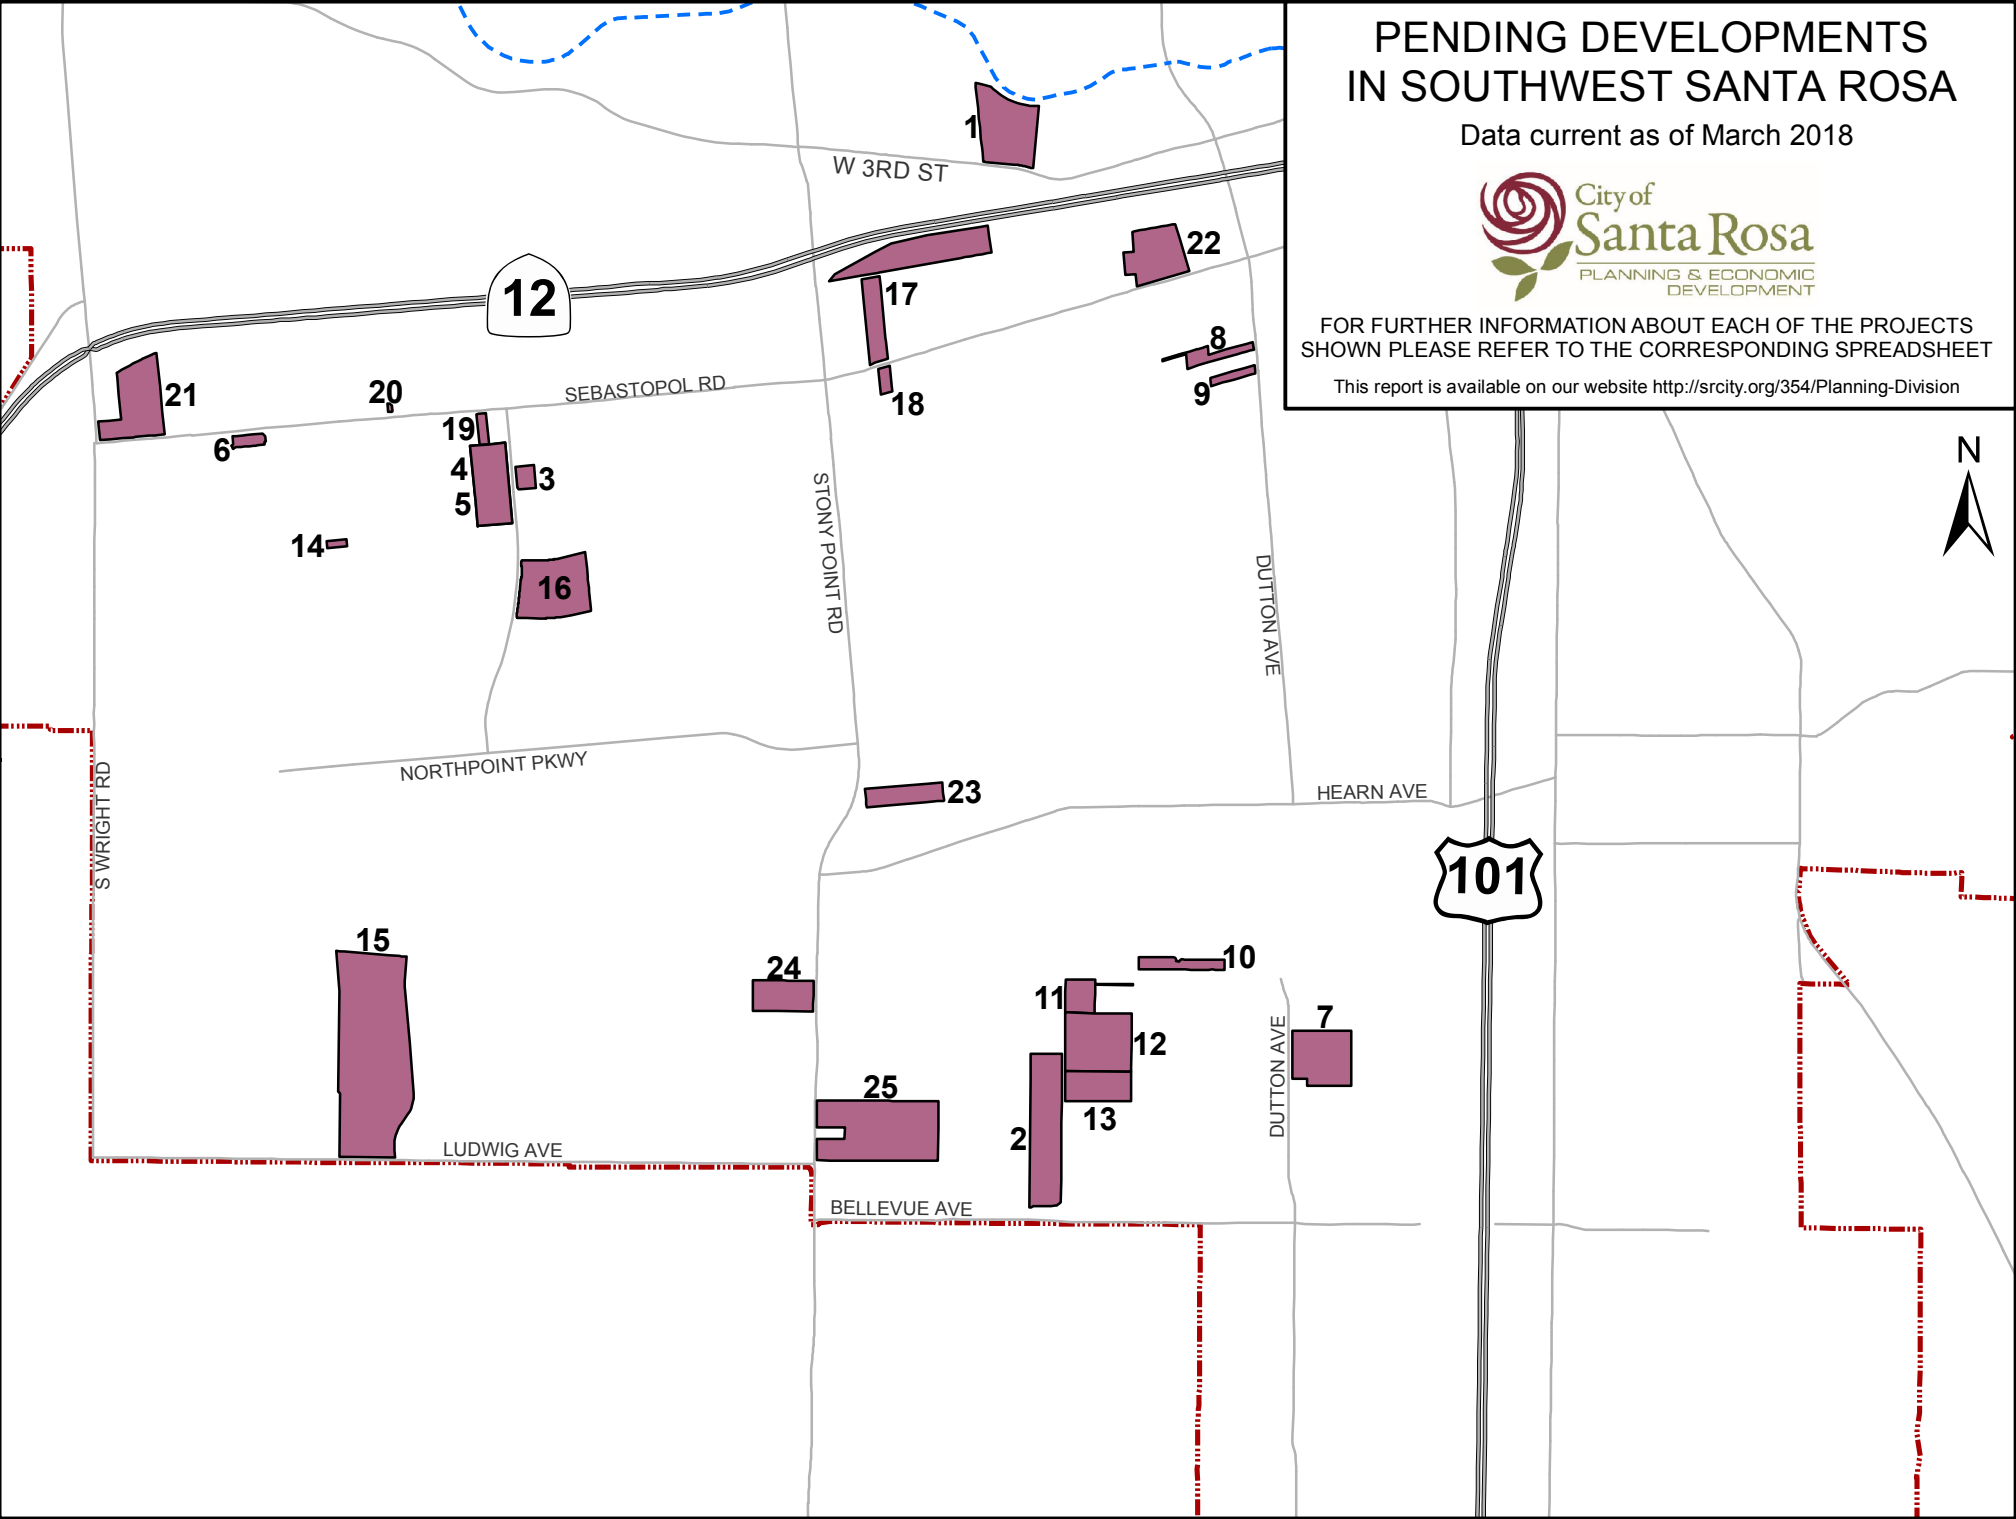 PENDING DEVELOPMENTS
IN SOUTHWEST SANTA ROSA
Data current as of March 2018
City of
Santa Rosa
PLANNING & ECONOMIC
DEVELOPMENT
FOR FURTHER INFORMATION ABOUT EACH OF THE PROJECTS
SHOWN PLEASE REFER TO THE CORRESPONDING SPREADSHEET
This report is available on our website http://srcity.org/354/Planning-Division
1
W 3RD ST
22
12
17
8
21
20
SEBASTOPOL RD
18
9
19
6
N
4
3
5
14
STONY POINT RD
16
DUTTON AVE
NORTHPOINT PKWY
S WRIGHT RD
23
HEARN AVE
101
15
24
10
11
7
12
DUTTON AVE
25
13
2
LUDWIG AVE
BELLEVUE AVE